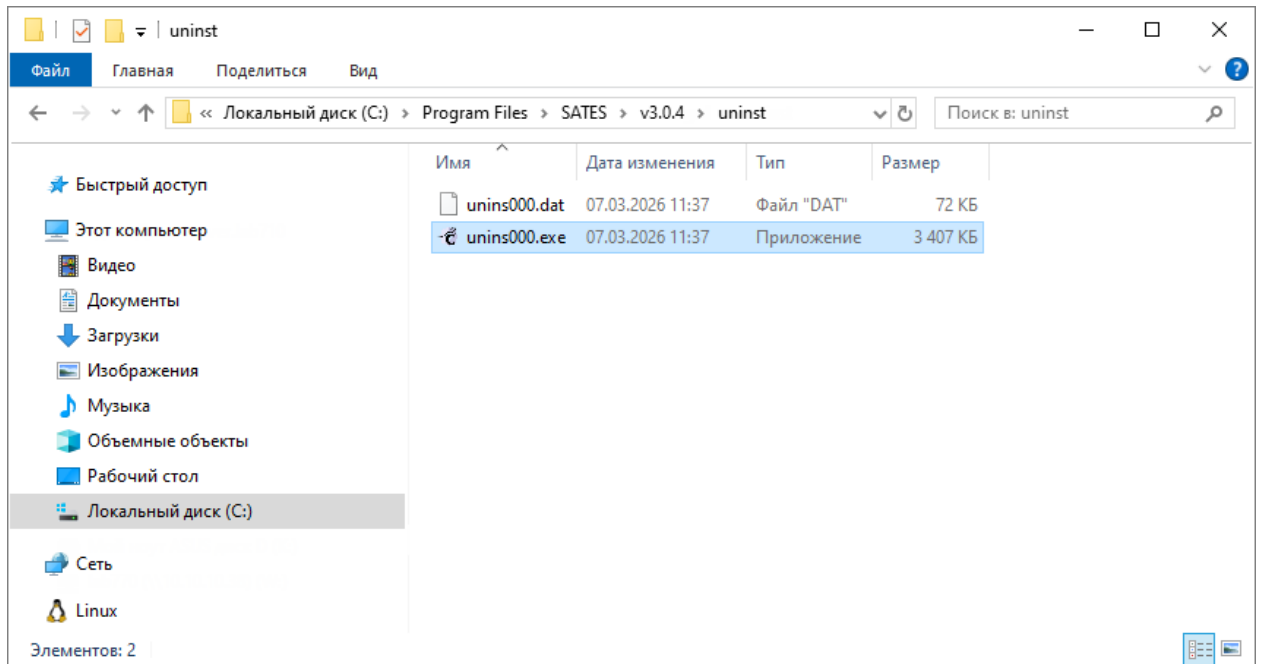 uninst
Файл Главная Поделиться Вид
« Локальный диск (C:) › Program Files › SATES › v3.0.4 › uninst Поиск в: uninst
Имя Дата изменения Тип Размер
Быстрый доступ
unins000.dat 07.03.2026 11:37 Файл "DAT" 72 КБ
Этот компьютер
unins000.exe 07.03.2026 11:37 Приложение 3 407 КБ
Видео
Документы
Загрузки
Изображения
Музыка
Объемные объекты
Рабочий стол
Локальный диск (C:)
Сеть
Linux
Элементов: 2